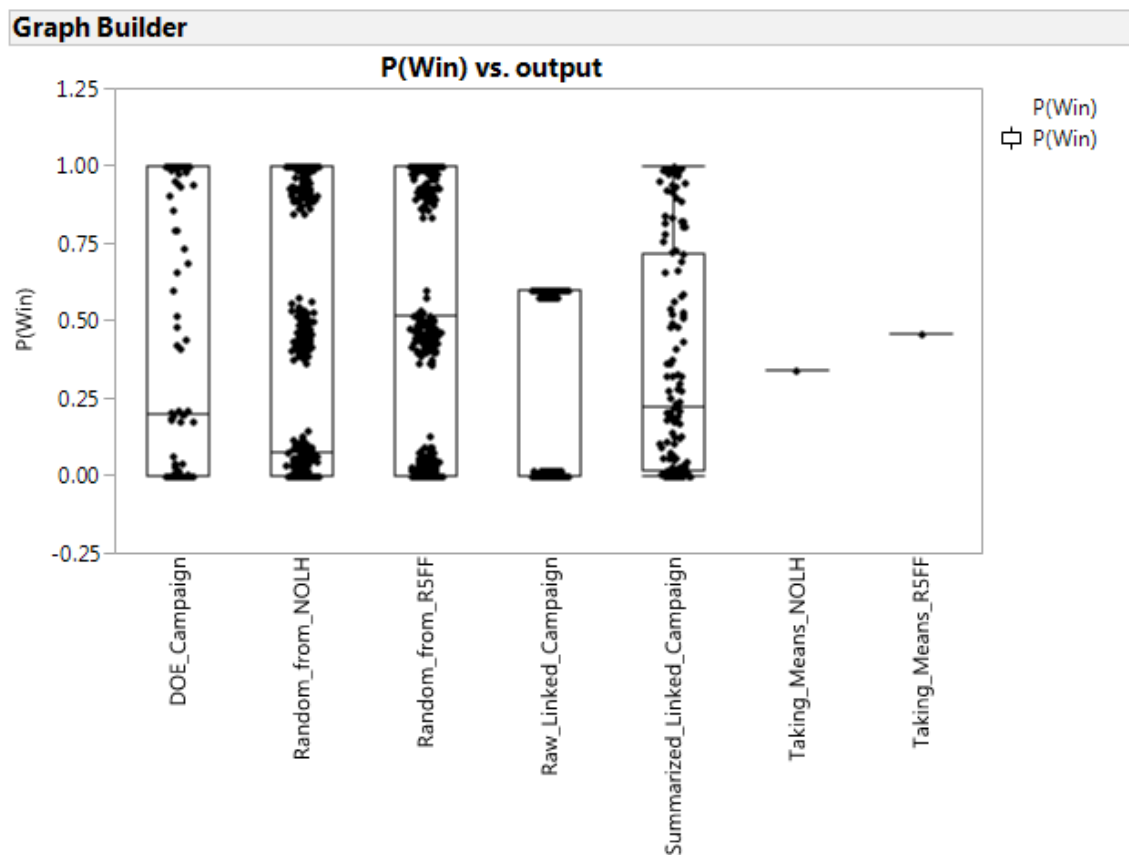 Graph Builder
P(Win) vs. output
P(Win)
P(Win)
P(Win)
1.25
1.00
0.75
0.50
0.25
0.00
-0.25
DOE_Campaign
Random_from_NOLH
Random_from_R5FF
Raw_Linked_Campaign
Summarized_Linked_Campaign
Taking_Means_NOLH
Taking_Means_R5FF